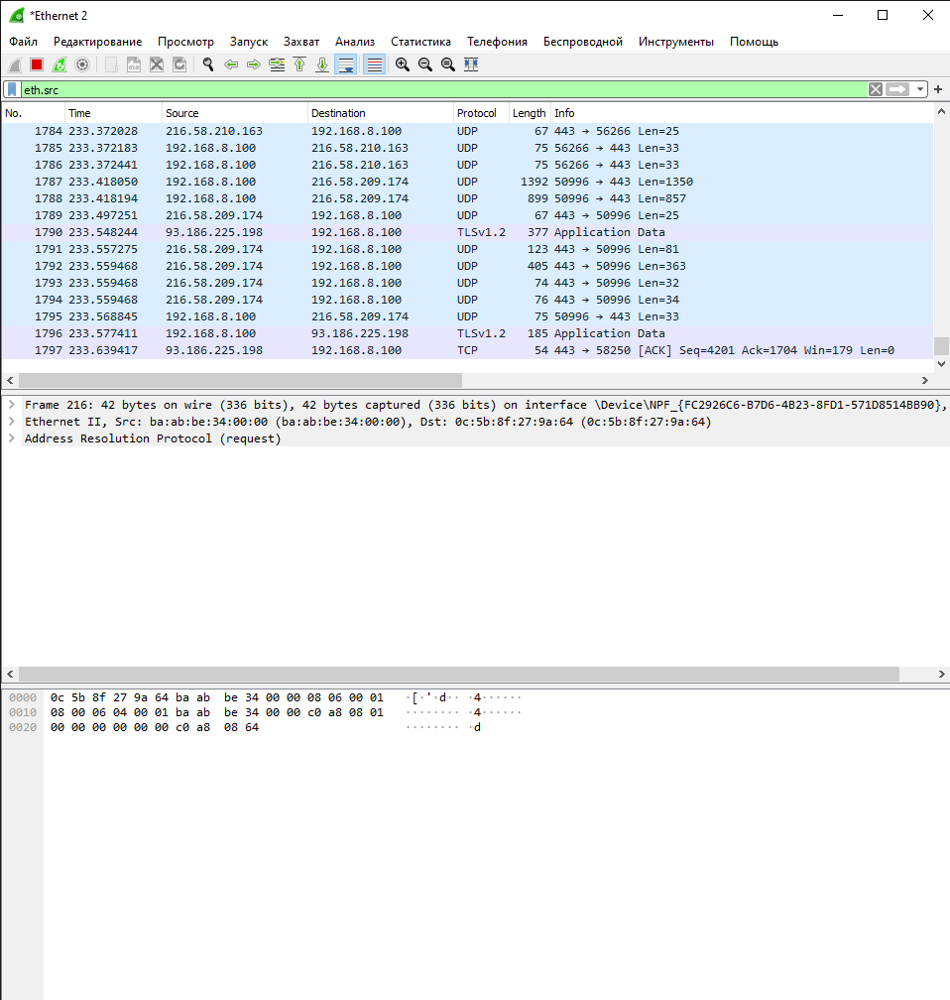 *Ethernet 2
Файл Редактирование Просмотр Запуск Захват Анализ Статистика Телефония Беспроводной Инструменты Помощь
eth.src
No. Time Source Destination Protocol Length Info
1784 233.372028 216.58.210.163 192.168.8.100 UDP 67 443 → 56266 Len=25
1785 233.372183 192.168.8.100 216.58.210.163 UDP 75 56266 → 443 Len=33
1786 233.372441 192.168.8.100 216.58.210.163 UDP 75 56266 → 443 Len=33
1787 233.418050 192.168.8.100 216.58.209.174 UDP 1392 50996 → 443 Len=1350
1788 233.418194 192.168.8.100 216.58.209.174 UDP 899 50996 → 443 Len=857
1789 233.497251 216.58.209.174 192.168.8.100 UDP 67 443 → 50996 Len=25
1790 233.548244 93.186.225.198 192.168.8.100 TLSv1.2 377 Application Data
1791 233.557275 216.58.209.174 192.168.8.100 UDP 123 443 → 50996 Len=81
1792 233.559468 216.58.209.174 192.168.8.100 UDP 405 443 → 50996 Len=363
1793 233.559468 216.58.209.174 192.168.8.100 UDP 74 443 → 50996 Len=32
1794 233.559468 216.58.209.174 192.168.8.100 UDP 76 443 → 50996 Len=34
1795 233.568845 192.168.8.100 216.58.209.174 UDP 75 50996 → 443 Len=33
1796 233.577411 192.168.8.100 93.186.225.198 TLSv1.2 185 Application Data
1797 233.639417 93.186.225.198 192.168.8.100 TCP 54 443 → 58250 [ACK] Seq=4201 Ack=1704 Win=179 Len=0
Frame 216: 42 bytes on wire (336 bits), 42 bytes captured (336 bits) on interface \Device\NPF_{FC2926C6-B7D6-4B23-8FD1-571D8514BB90},
Ethernet II, Src: ba:ab:be:34:00:00 (ba:ab:be:34:00:00), Dst: 0c:5b:8f:27:9a:64 (0c:5b:8f:27:9a:64)
Address Resolution Protocol (request)
0000 0c 5b 8f 27 9a 64 ba ab be 34 00 00 08 06 00 01 ·[·'·d·· ·4······
0010 08 00 06 04 00 01 ba ab be 34 00 00 c0 a8 08 01 ········ ·4······
0020 00 00 00 00 00 00 c0 a8 08 64 ········ ·d